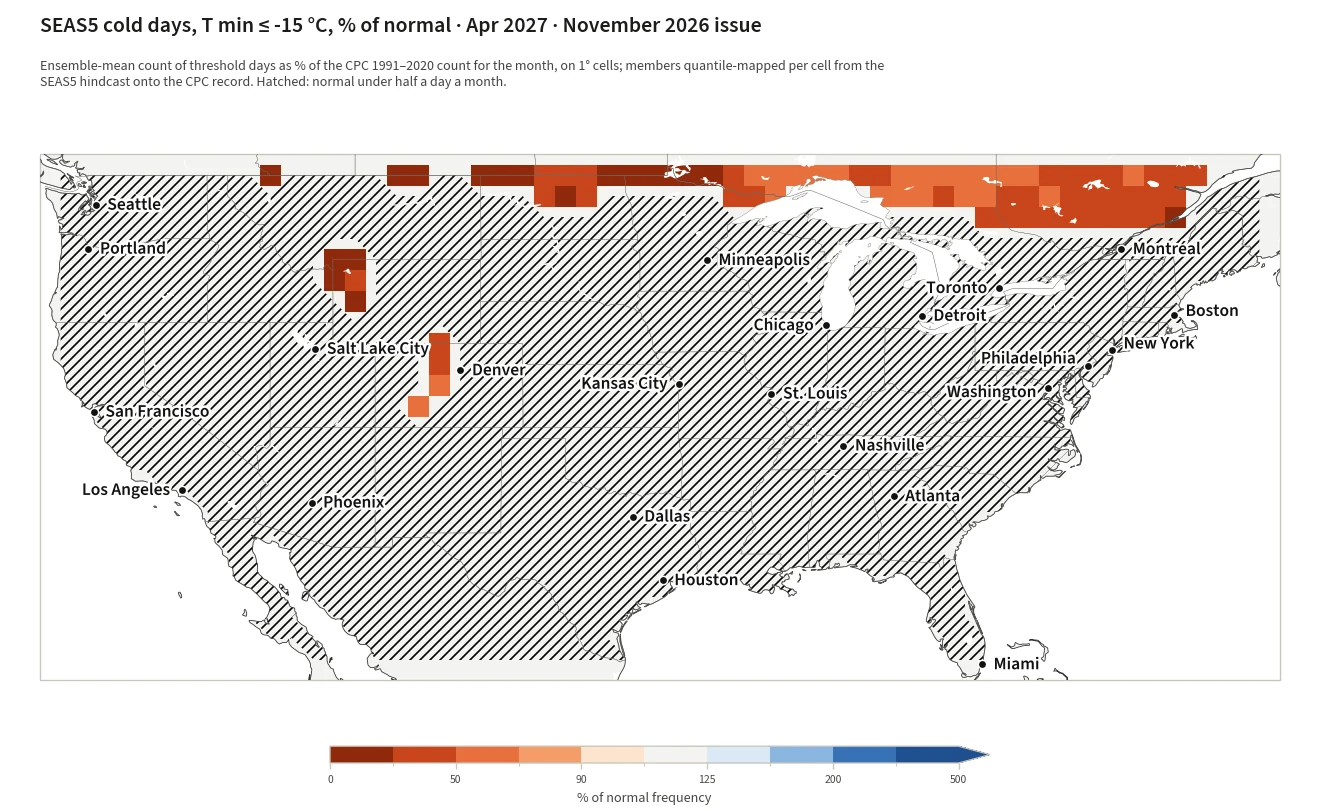 SEAS5 cold days, T min ≤ -15 °C, % of normal · Apr 2027 · November 2026 issue
Ensemble-mean count of threshold days as % of the CPC 1991–2020 count for the month, on 1° cells; members quantile-mapped per cell from the
SEAS5 hindcast onto the CPC record. Hatched: normal under half a day a month.
Seattle
Portland
Montréal
Minneapolis
Toronto
Boston
Detroit
Chicago
New York
Salt Lake City
Philadelphia
Denver
Kansas City
Washington
St. Louis
San Francisco
Nashville
Los Angeles
Atlanta
Phoenix
Dallas
Houston
Miami
0 50 90 125 200 500
% of normal frequency